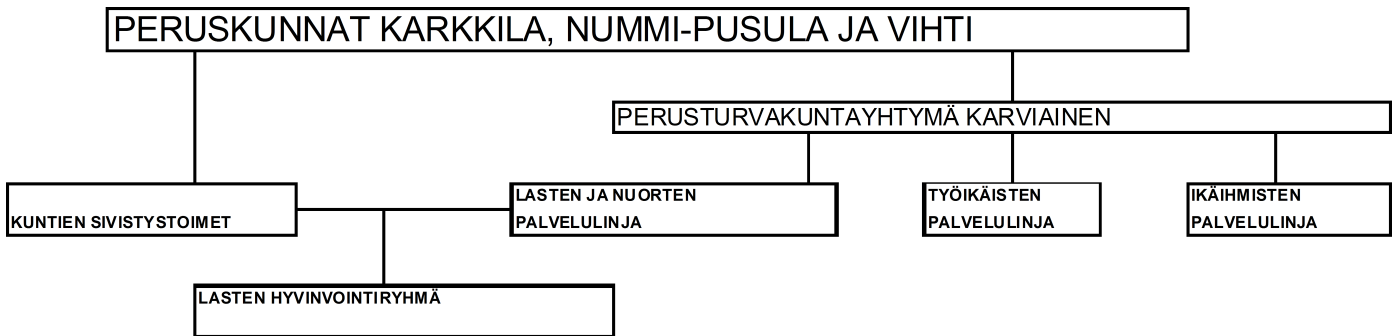 PERUSKUNNAT KARKKILA, NUMMI-PUSULA JA VIHTI
PERUSTURVAKUNTAYHTYMÄ KARVIAINEN
KUNTIEN SIVISTYSTOIMET
LASTEN JA NUORTEN
PALVELULINJA
TYÖIKÄISTEN
PALVELULINJA
IKÄIHMISTEN
PALVELULINJA
LASTEN HYVINVOINTIRYHMÄ